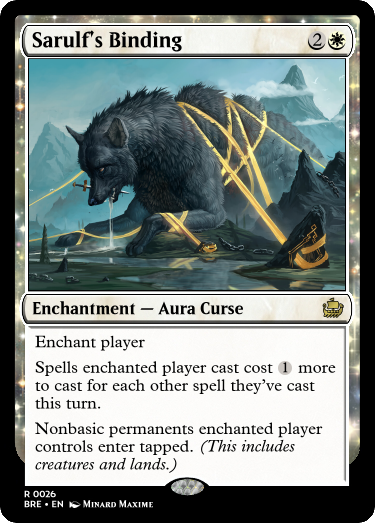 Sarulf's Binding 2
Enchantment — Aura Curse
Enchant player
Spells enchanted player cast cost 1 more
to cast for each other spell they've cast
this turn.
Nonbasic permanents enchanted player
controls enter tapped. (This includes
creatures and lands.)
R 0026
BRE • EN Minard Maxime